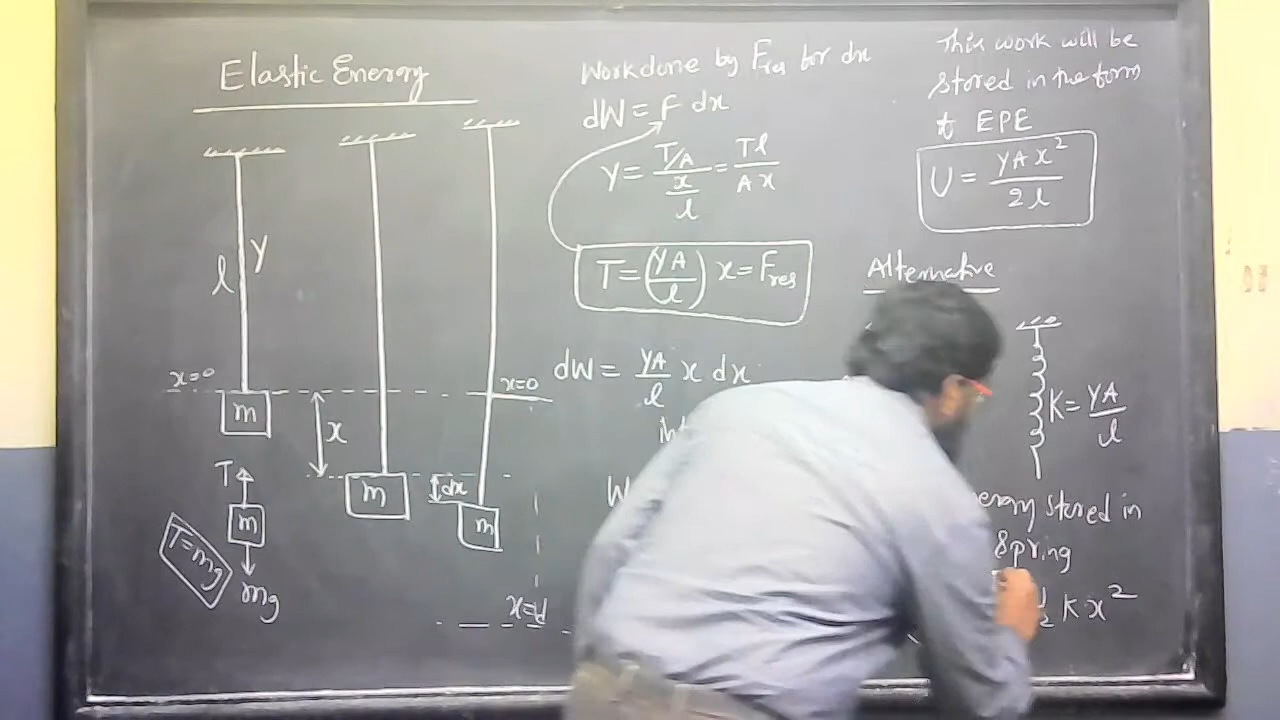 Elastic Energy
l
Y
x=0
m
T
m
mg
T=mg
x
m
x=0
dx
m
Workdone by Fres for dx
dW = F dx
Y = T/A / x/l = Tl / Ax
T = (YA/l) x = Fres
dW = YA/l x dx
W
This work will be
stored in the form
of EPE
U = YAx² / 2l
Alternative
K = YA/l
stored in
Spring
1/2 K x²